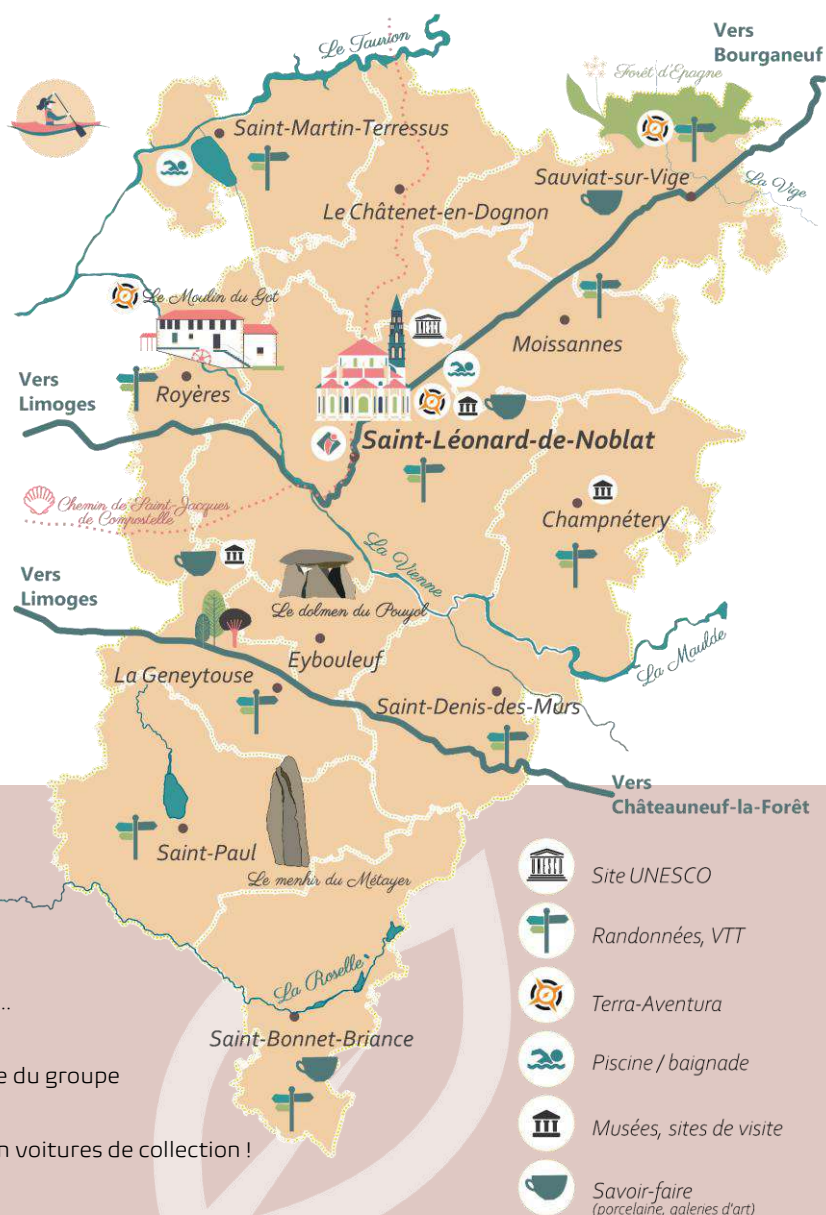 Le Taurion
Vers
Bourganeuf
Forêt d'Epagne
Saint-Martin-Terressus
Sauviat-sur-Vige
La Vige
Le Châtenet-en-Dognon
Le Moulin du Got
UNESCO
Moissannes
Vers
Limoges
Royères
Saint-Léonard-de-Noblat
Chemin de Saint-Jacques
de Compostelle
Champnétery
La Vienne
Vers
Limoges
Le dolmen du Pouyol
Eybouleuf
La Maulde
La Geneytouse
Saint-Denis-des-Murs
Vers
Châteauneuf-la-Forêt
Saint-Paul
Le menhir du Métayer
La Roselle
Saint-Bonnet-Briance
..
e du groupe
n voitures de collection !
UNESCO
Site UNESCO
Randonnées, VTT
Terra-Aventura
Piscine / baignade
Musées, sites de visite
Savoir-faire
(porcelaine, galeries d'art)